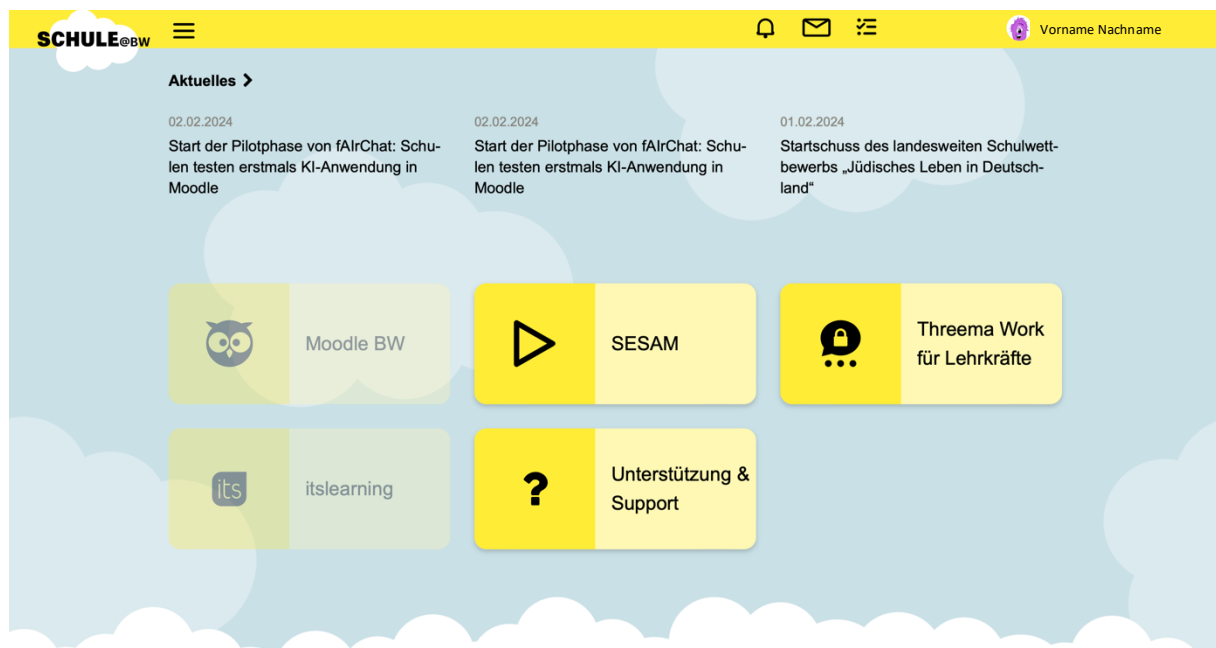 SCHULE@BW
Vorname Nachname
Aktuelles
02.02.2024
Start der Pilotphase von fAIrChat: Schu-
len testen erstmals KI-Anwendung in
Moodle
02.02.2024
Start der Pilotphase von fAIrChat: Schu-
len testen erstmals KI-Anwendung in
Moodle
01.02.2024
Startschuss des landesweiten Schulwett-
bewerbs „Jüdisches Leben in Deutsch-
land“
Moodle BW
SESAM
Threema Work
für Lehrkräfte
its
itslearning
?
Unterstützung &
Support